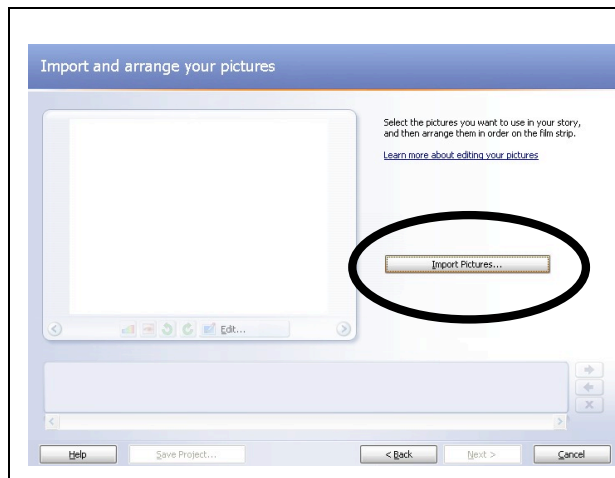 Import and arrange your pictures
Select the pictures you want to use in your story,
and then arrange them in order on the film strip.
Learn more about editing your pictures
Import Pictures...
Edit...
Help
Save Project...
< Back
Next >
Cancel